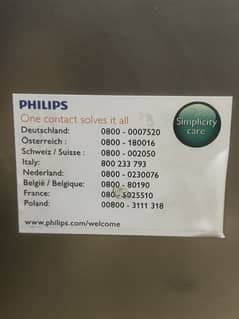 PHILIPS
One contact solves it all
Simplicity care
Deutschland: 0800 - 0007520
Österreich : 0800 - 180016
Schweiz / Suisse : 0800 - 002050
Italy: 800 233 793
Nederland: 0800 - 0230076
België / Belgique: 0800 - 80190
France: 080 - 5025510
Poland: 00800 - 3111 318
www.philips.com/welcome